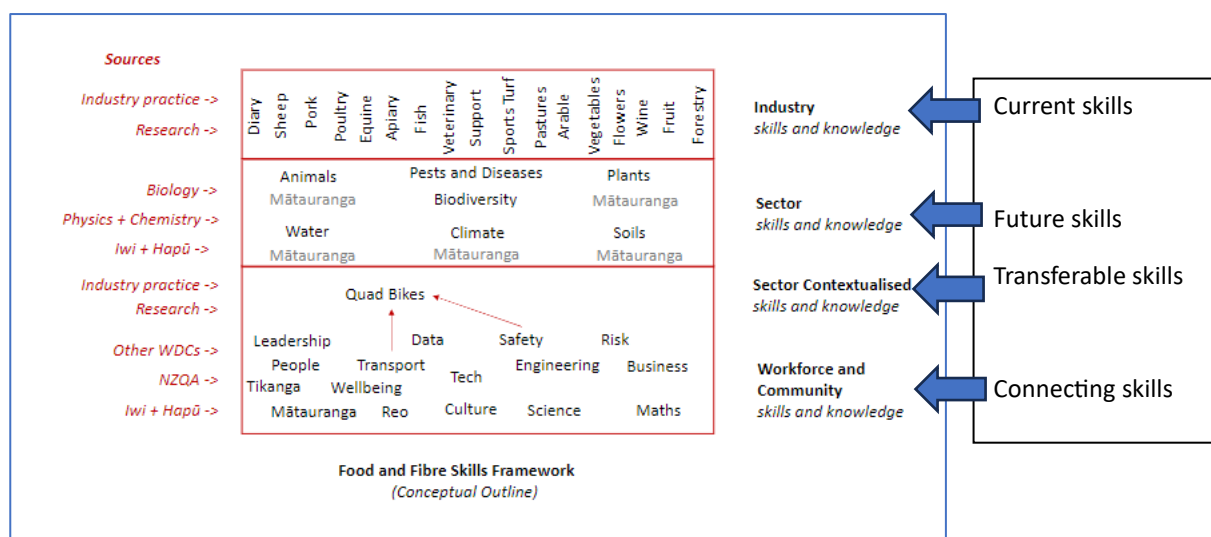 Sources
Industry practice ->
Research ->
Biology ->
Physics + Chemistry ->
Iwi + Hapū ->
Industry practice ->
Research ->
Other WDCs ->
NZQA ->
Iwi + Hapū ->
Diary
Sheep
Pork
Poultry
Equine
Apiary
Fish
Veterinary
Support
Sports Turf
Pastures
Arable
Vegetables
Flowers
Wine
Fruit
Forestry
Animals
Pests and Diseases
Plants
Mātauranga
Biodiversity
Mātauranga
Water
Climate
Soils
Mātauranga
Mātauranga
Mātauranga
Quad Bikes
Leadership
Data
Safety
Risk
People
Transport
Engineering
Business
Tikanga
Wellbeing
Tech
Mātauranga
Reo
Culture
Science
Maths
Industry
skills and knowledge
Sector
skills and knowledge
Sector Contextualised
skills and knowledge
Workforce and
Community
skills and knowledge
Current skills
Future skills
Transferable skills
Connecting skills
Food and Fibre Skills Framework
(Conceptual Outline)